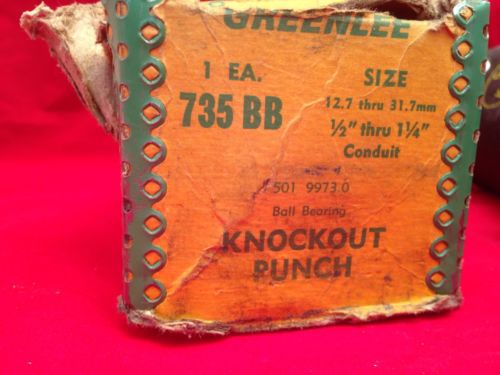 GREENLEE
1 EA.
735 BB
SIZE
12.7 thru 31.7mm
½" thru 1¼"
Conduit
501 9973.0
Ball Bearing
KNOCKOUT
PUNCH